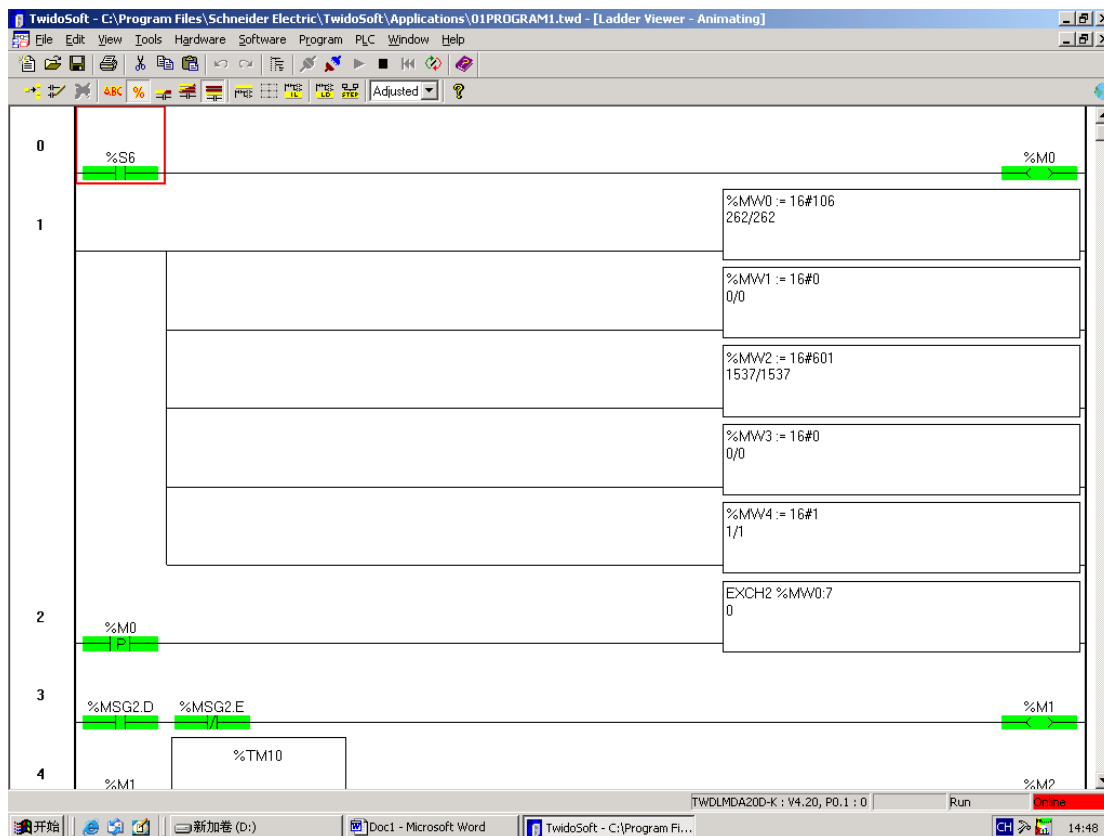 TwidoSoft - C:\Program Files\Schneider Electric\TwidoSoft\Applications\01PROGRAM1.twd - [Ladder Viewer - Animating]
File Edit View Tools Hardware Software Program PLC Window Help
ABC % Adjusted
0
%S6 %M0
1
%MW0 := 16#106
262/262
%MW1 := 16#0
0/0
%MW2 := 16#601
1537/1537
%MW3 := 16#0
0/0
%MW4 := 16#1
1/1
2
EXCH2 %MW0:7
0
%M0
P
3
%MSG2.D %MSG2.E %M1
4
%TM10
%M1 %M2
TWDLMDA20D-K : V4.20, P0.1 : 0 Run Online
开始 新加卷 (D:) Doc1 - Microsoft Word TwidoSoft - C:\Program Fi... CH 14:48